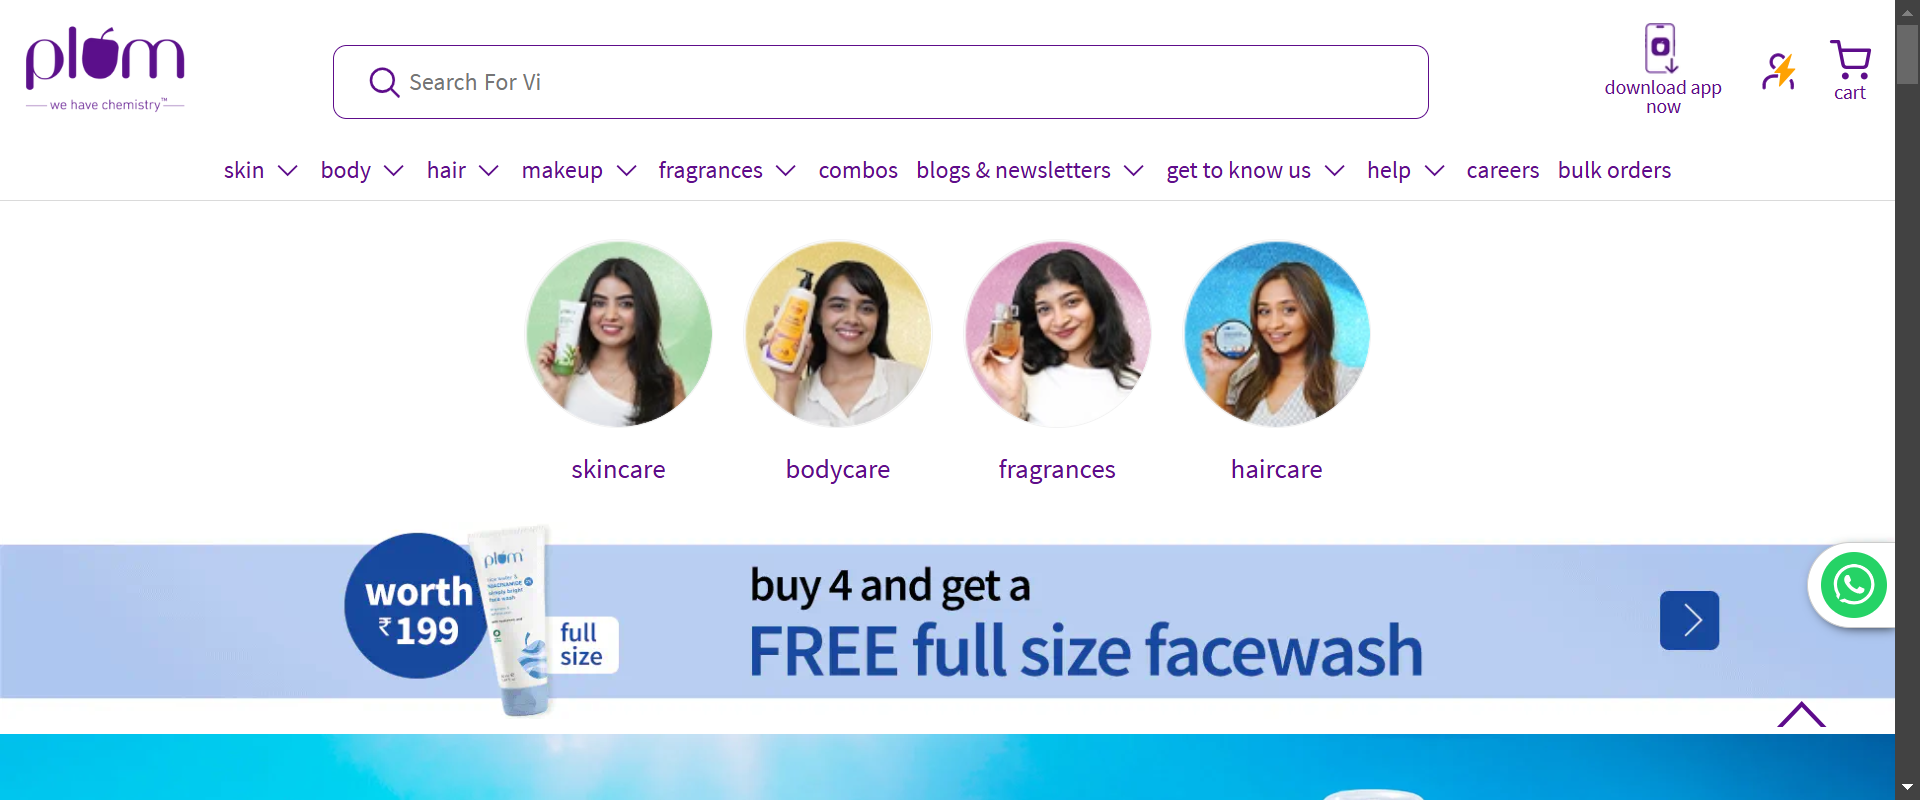 plum
we have chemistry™
Search For Vi
download app
now
cart
skin
body
hair
makeup
fragrances
combos
blogs & newsletters
get to know us
help
careers
bulk orders
skincare
bodycare
fragrances
haircare
worth
₹199
plum
full
size
buy 4 and get a
FREE full size facewash